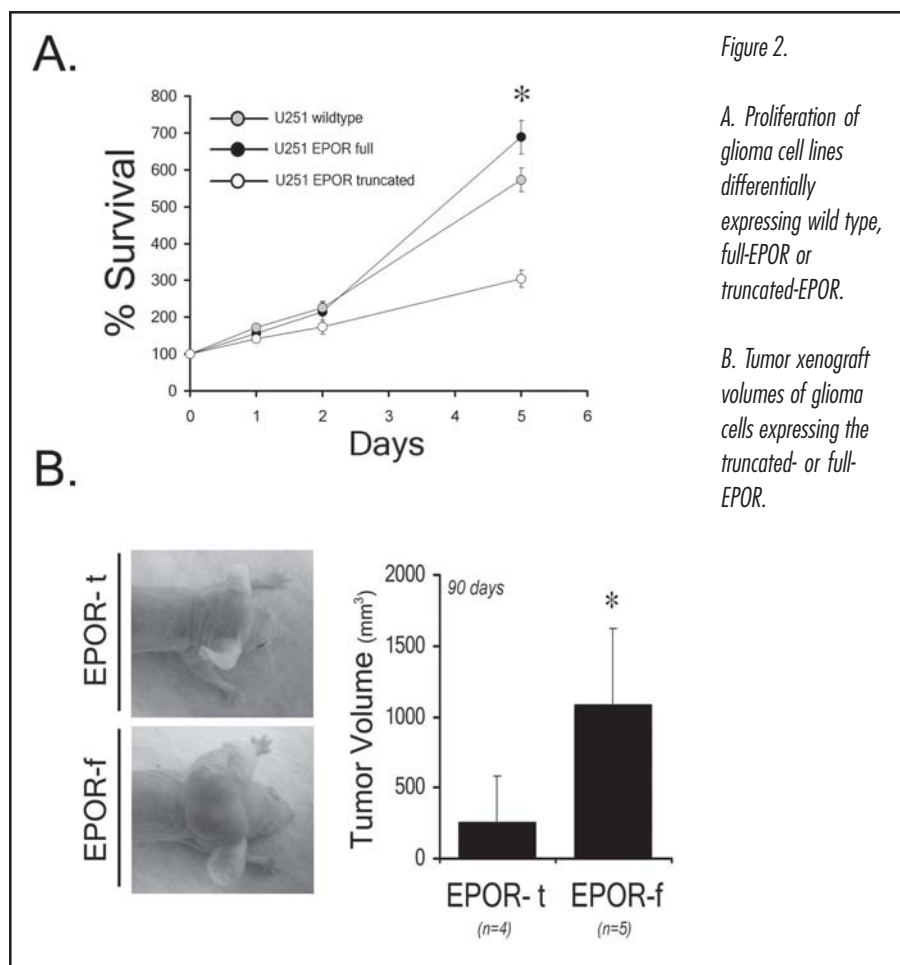 A.
Figure 2.
A. Proliferation of
glioma cell lines
differentially
expressing wild type,
full-EPOR or
truncated-EPOR.
B. Tumor xenograft
volumes of glioma
cells expressing the
truncated- or full-
EPOR.
% Survival
800
700
600
500
400
300
200
100
0
U251 wildtype
U251 EPOR full
U251 EPOR truncated
*
0 1 2 3 4 5 6
Days
B.
EPOR- t
EPOR-f
Tumor Volume (mm³)
2000
1500
1000
500
0
90 days
*
EPOR- t EPOR-f
(n=4) (n=5)